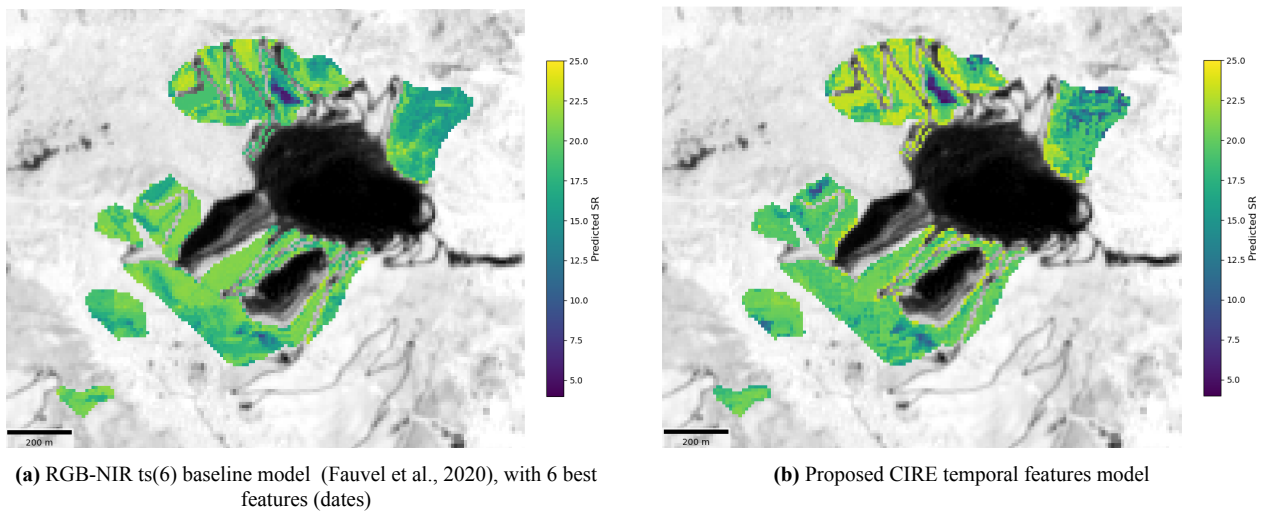 25.0
22.5
20.0
17.5
15.0
12.5
10.0
7.5
5.0
Predicted SR
200 m
25.0
22.5
20.0
17.5
15.0
12.5
10.0
7.5
5.0
Predicted SR
200 m
(a) RGB-NIR ts(6) baseline model (Fauvel et al., 2020), with 6 best
features (dates)
(b) Proposed CIRE temporal features model